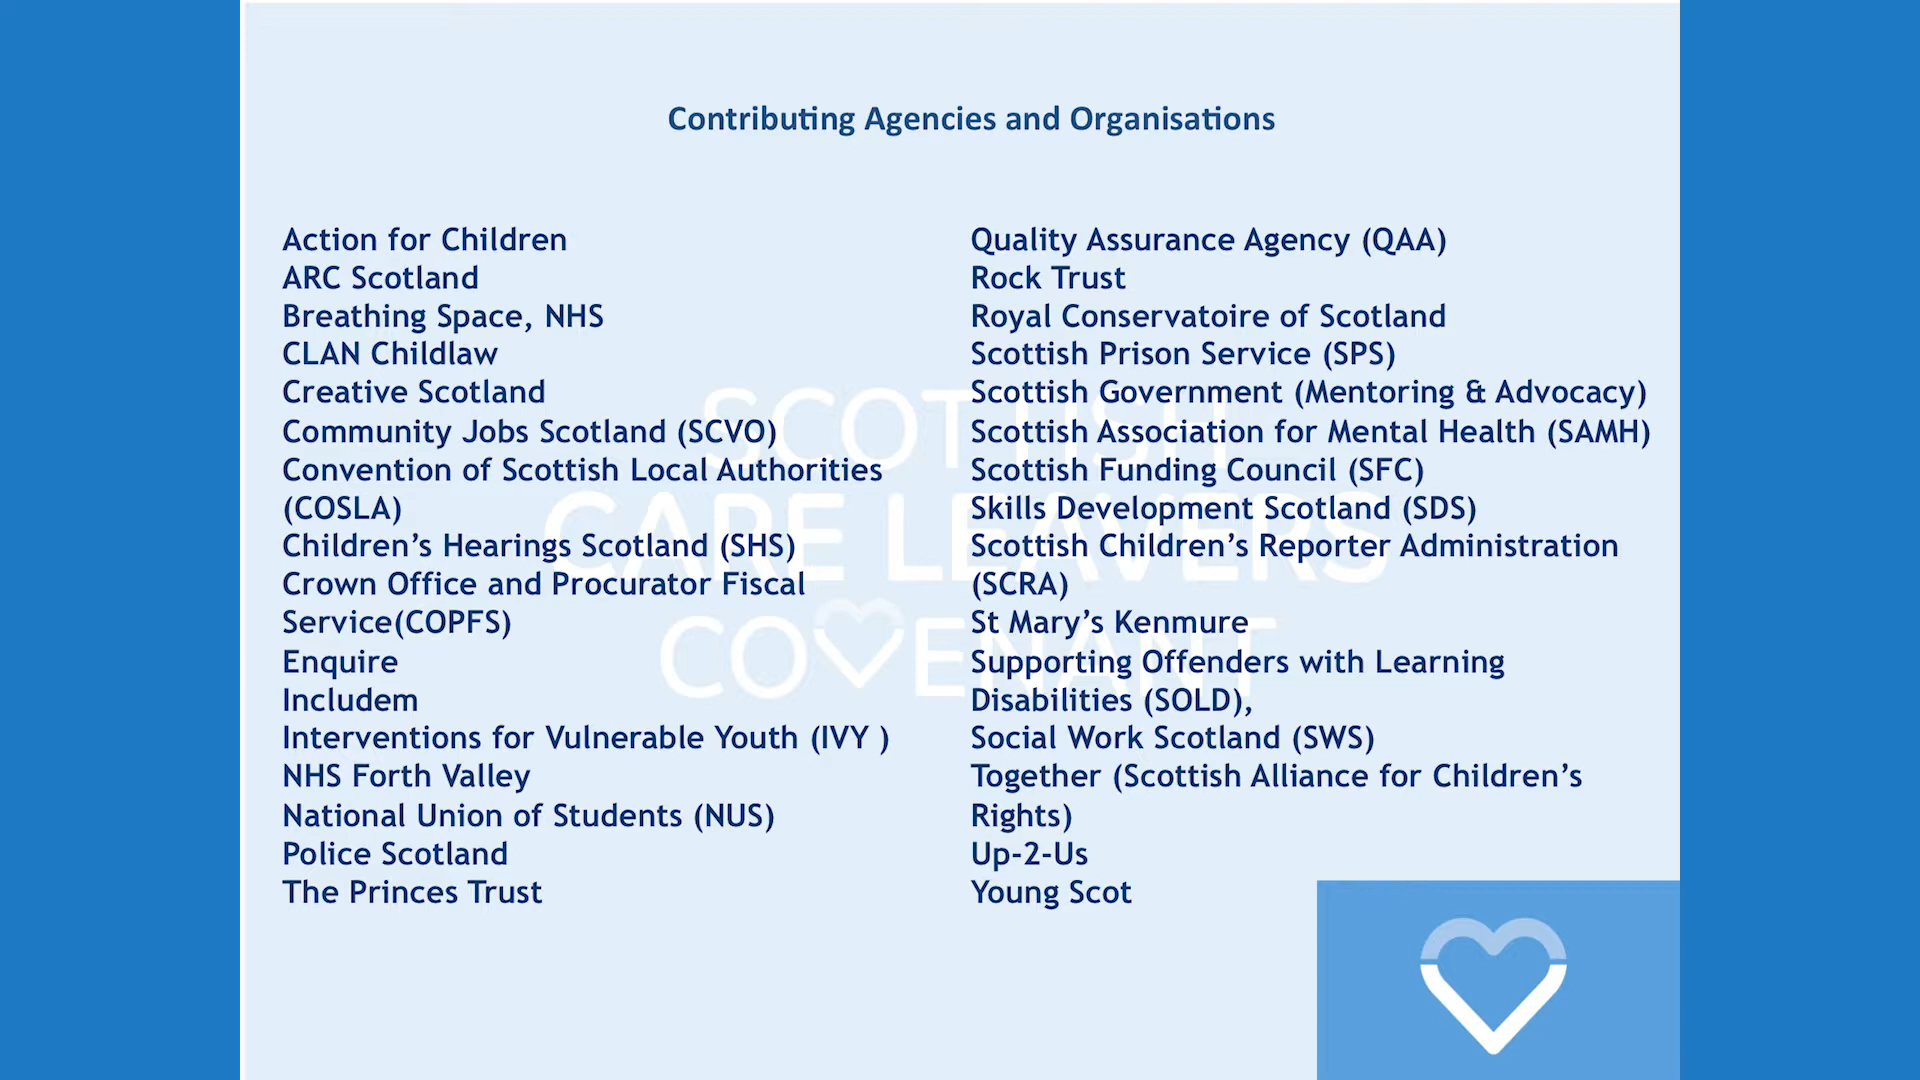 Contributing Agencies and Organisations
Action for Children
ARC Scotland
Breathing Space, NHS
CLAN Childlaw
Creative Scotland
Community Jobs Scotland (SCVO)
Convention of Scottish Local Authorities
(COSLA)
Children’s Hearings Scotland (SHS)
Crown Office and Procurator Fiscal
Service(COPFS)
Enquire
Includem
Interventions for Vulnerable Youth (IVY )
NHS Forth Valley
National Union of Students (NUS)
Police Scotland
The Princes Trust
Quality Assurance Agency (QAA)
Rock Trust
Royal Conservatoire of Scotland
Scottish Prison Service (SPS)
Scottish Government (Mentoring & Advocacy)
Scottish Association for Mental Health (SAMH)
Scottish Funding Council (SFC)
Skills Development Scotland (SDS)
Scottish Children’s Reporter Administration
(SCRA)
St Mary’s Kenmure
Supporting Offenders with Learning
Disabilities (SOLD),
Social Work Scotland (SWS)
Together (Scottish Alliance for Children’s
Rights)
Up-2-Us
Young Scot
SCOTTISH
CARE LEAVERS
COVENANT